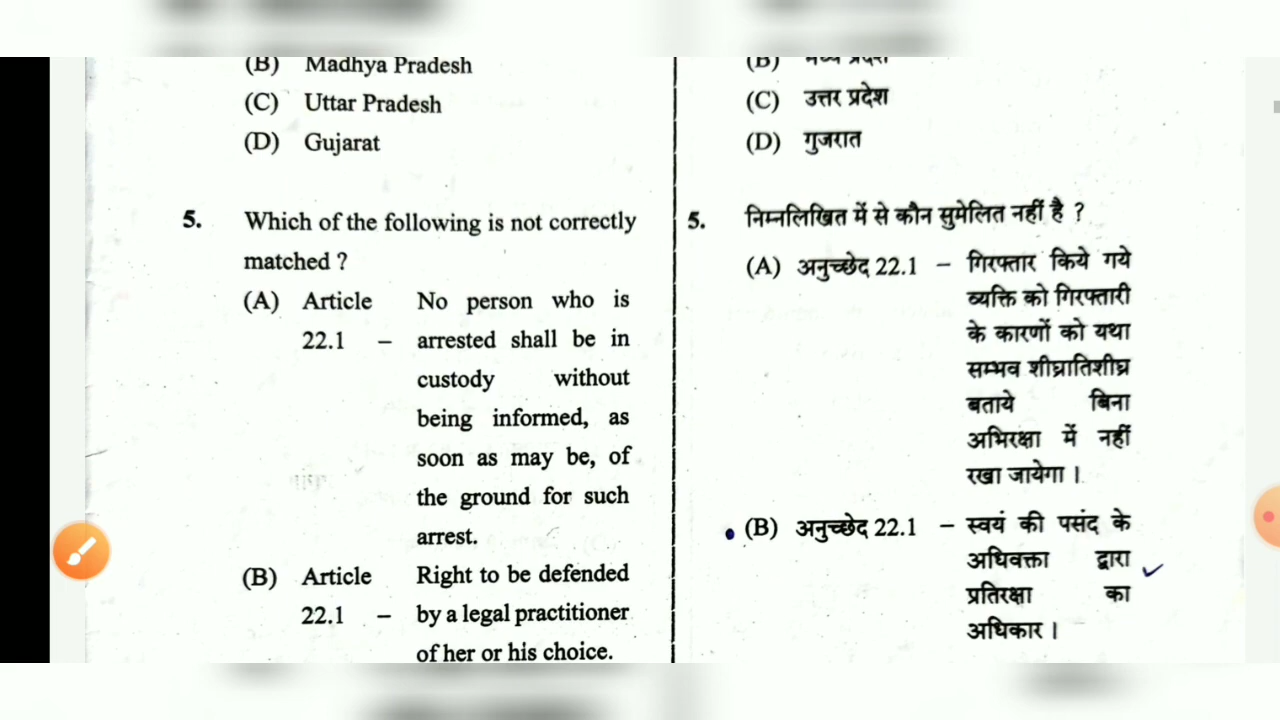 (B) Madhya Pradesh
(C) Uttar Pradesh
(D) Gujarat
5. Which of the following is not correctly
matched ?
(A) Article No person who is
22.1 – arrested shall be in
custody without
being informed, as
soon as may be, of
the ground for such
arrest.
(B) Article Right to be defended
22.1 – by a legal practitioner
of her or his choice.
(B) मध्य प्रदेश
(C) उत्तर प्रदेश
(D) गुजरात
5. निम्नलिखित में से कौन सुमेलित नहीं है ?
(A) अनुच्छेद 22.1 – गिरफ्तार किये गये
व्यक्ति को गिरफ्तारी
के कारणों को यथा
सम्भव शीघ्रातिशीघ्र
बताये बिना
अभिरक्षा में नहीं
रखा जायेगा ।
(B) अनुच्छेद 22.1 – स्वयं की पसंद के
अधिवक्ता द्वारा
प्रतिरक्षा का
अधिकार ।